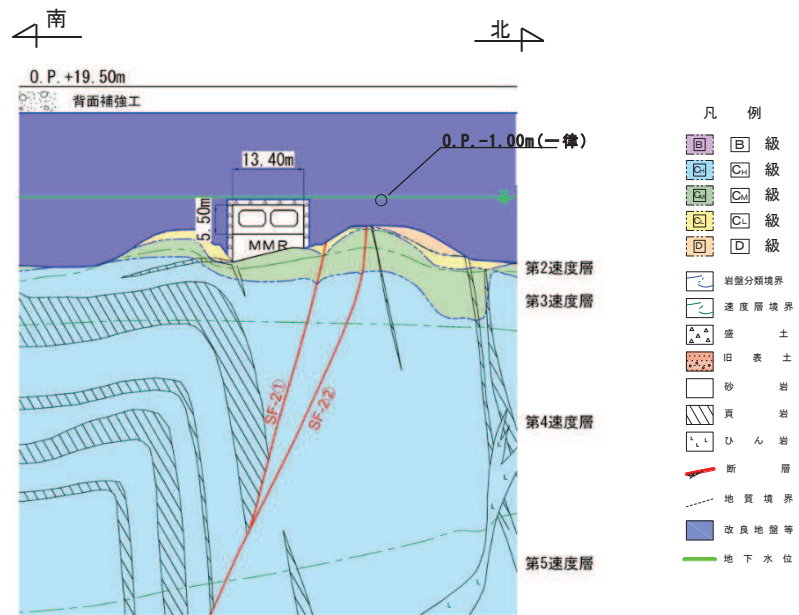 南
北
O.P.+19.50m
背面補強工
O.P.-1.00m(一律)
13.40m
5.50m
MMR
第2速度層
第3速度層
SF-2①
SF-2②
第4速度層
第5速度層
凡 例
B B 級
CH CH 級
CM CM 級
CL CL 級
D D 級
岩盤分類境界
速度層境界
盛 土
旧 表 土
砂 岩
頁 岩
ひ ん 岩
断 層
地 質 境 界
改 良 地 盤 等
地 下 水 位